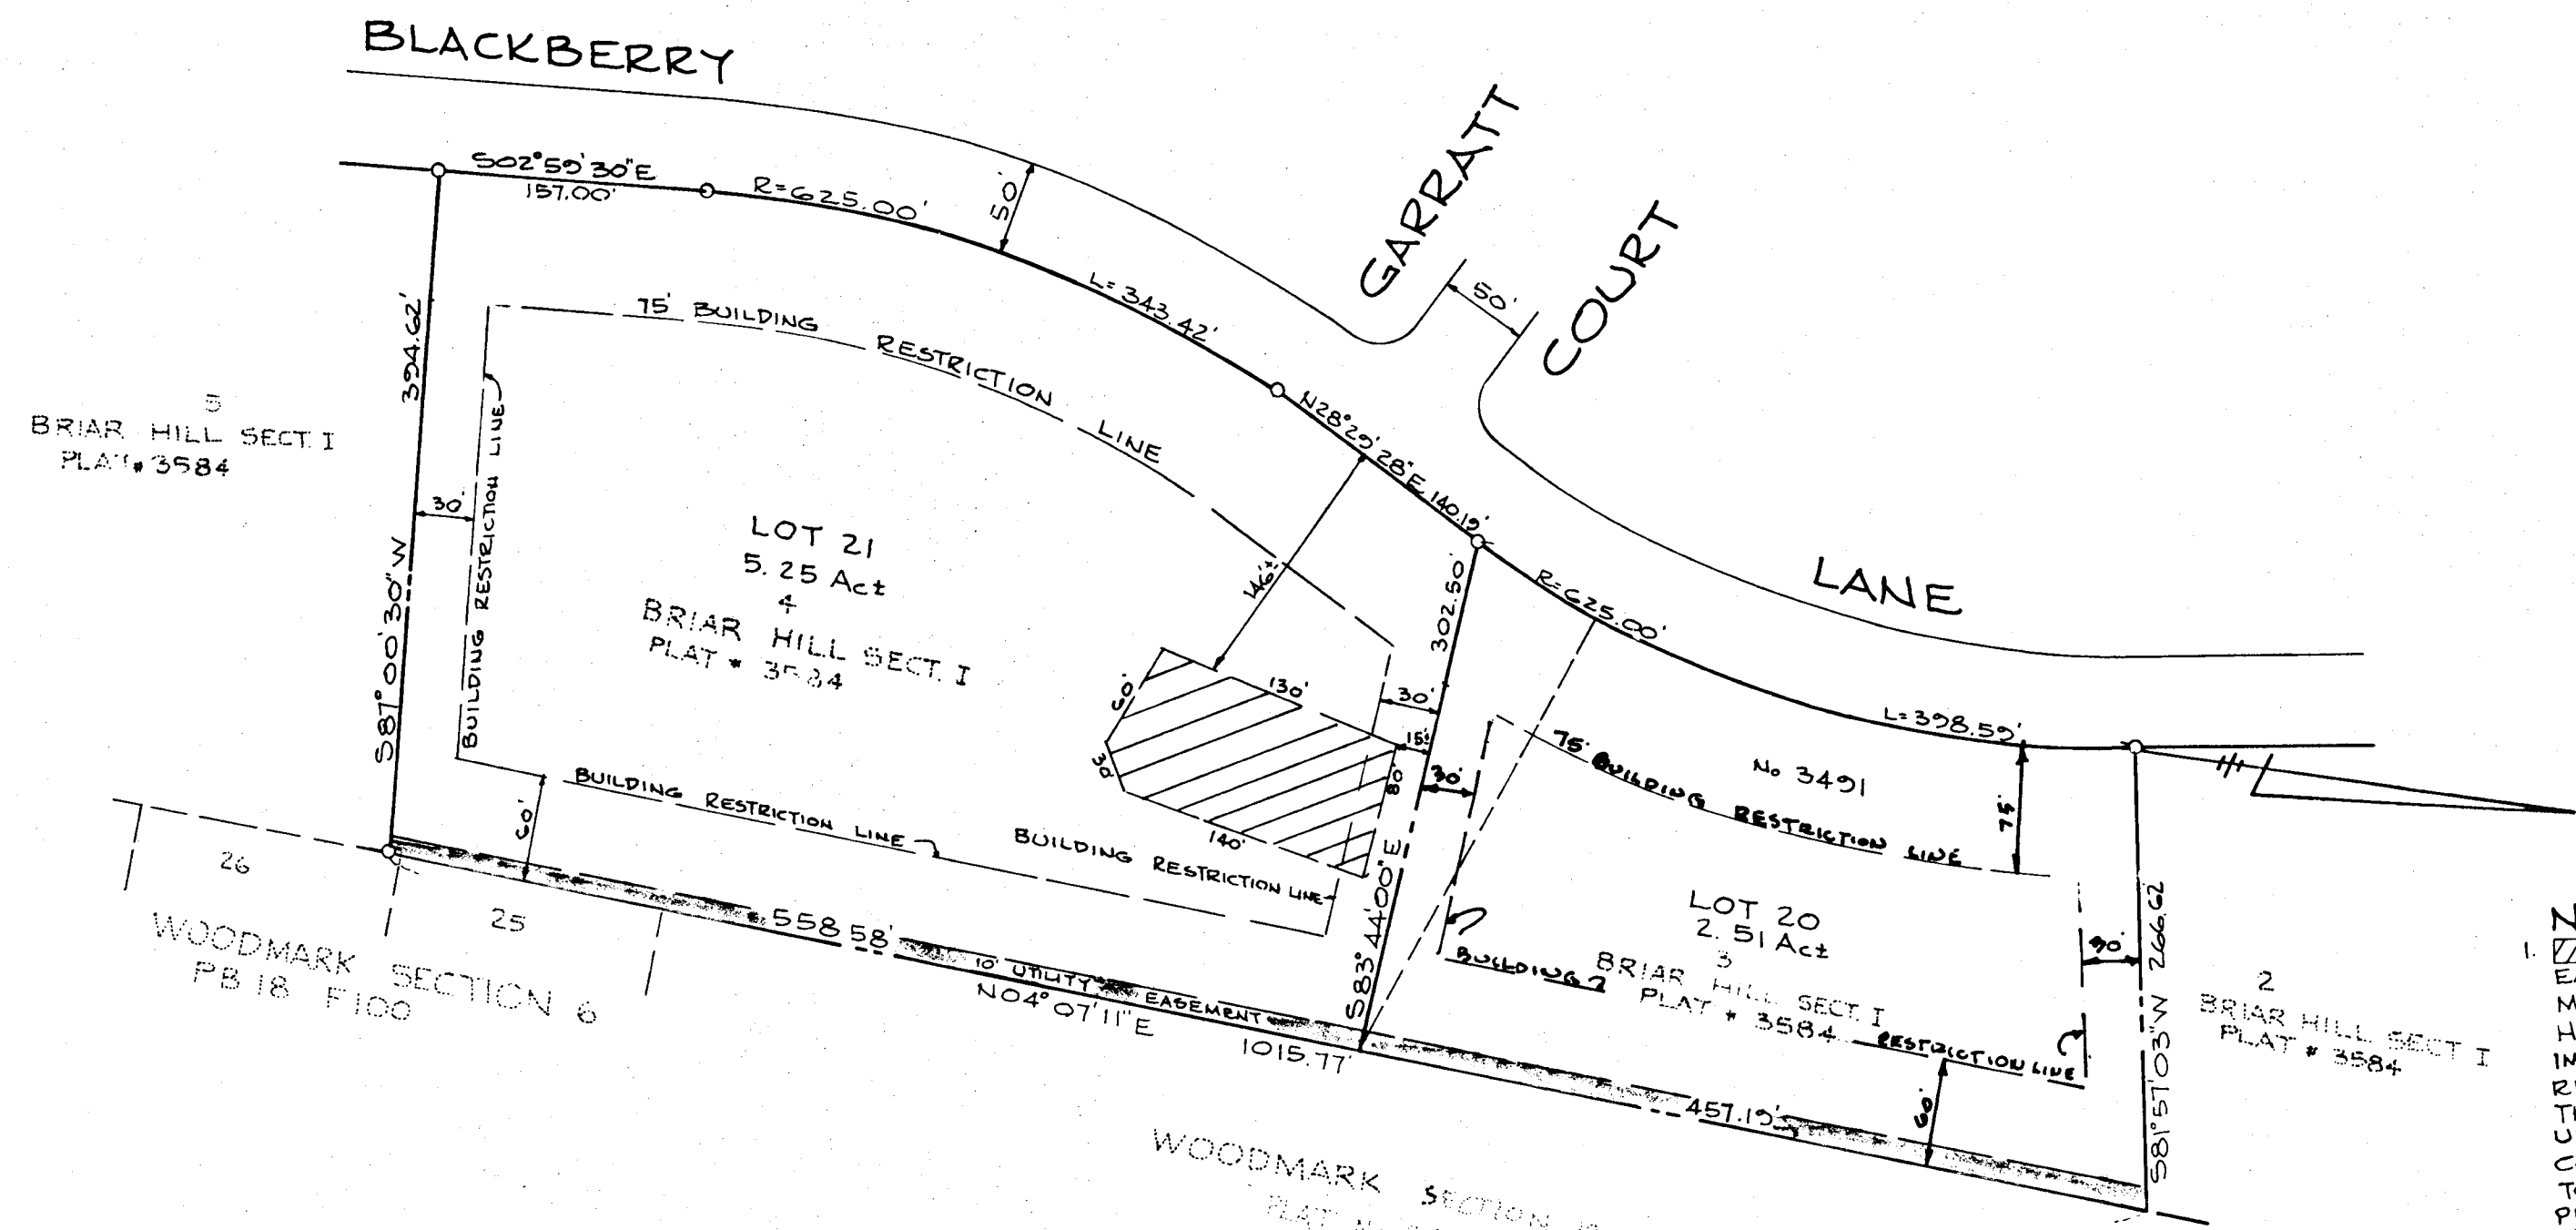 BLACKBERRY
GARRATT
COURT
LANE
S02°59'30"E
157.00'
R=625.00'
50'
L=343.42'
50'
N28°29'28"E 140.19'
R=625.00'
L=398.59'
394.62'
S87°00'30"W
30'
BUILDING RESTRICTION LINE
75' BUILDING RESTRICTION LINE
5
BRIAR HILL SECT. I
PLAT # 3584
LOT 21
5.25 Ac±
4
BRIAR HILL SECT. I
PLAT # 3584
146'±
60'
130'
30'
80'
140'
30'
15'±
302.50'
S83°44'00"E
30'
75' BUILDING RESTRICTION LINE
No 3491
75'
LOT 20
2.51 Ac±
3
BRIAR HILL SECT. I
PLAT # 3584
BUILDING
RESTRICTION LINE
30'
266.62
S81°57'03"W
2
BRIAR HILL SECT I
PLAT # 3584
60'
BUILDING RESTRICTION LINE
BUILDING RESTRICTION LINE
60'
26
25
WOODMARK SECTION 6
PB 18 F100
558.58'
10' UTILITY EASEMENT
N04°07'11"E
1015.77'
457.19'
WOODMARK SECTION
PLAT
1.